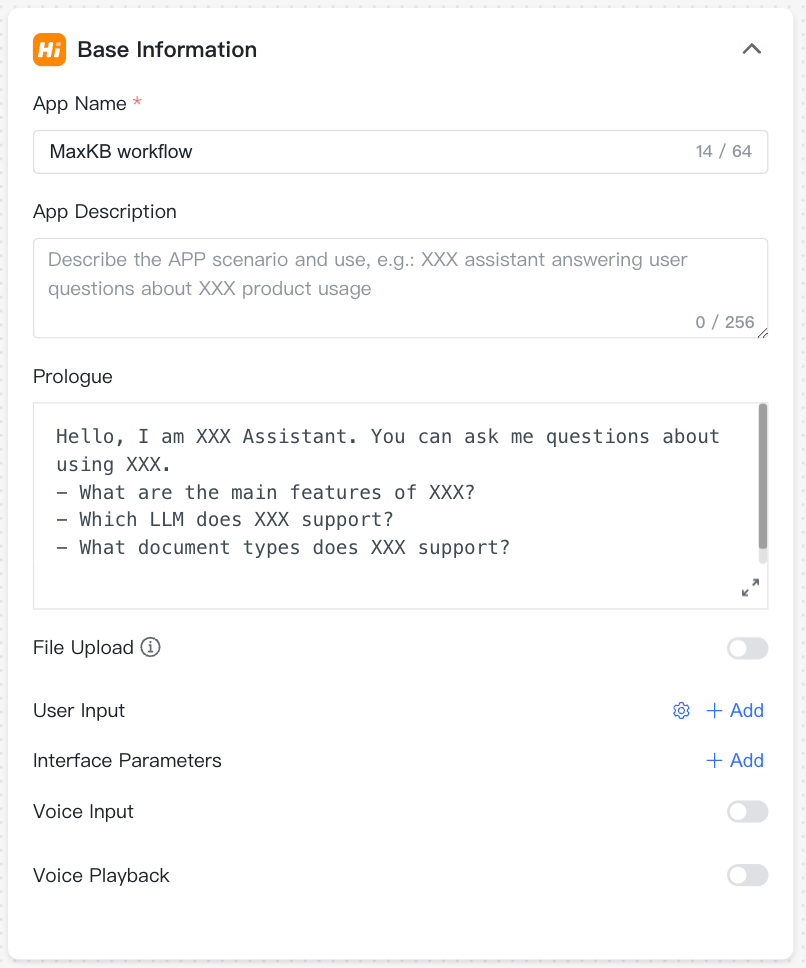 Hi Base Information
App Name *
MaxKB workflow 14 / 64
App Description
Describe the APP scenario and use, e.g.: XXX assistant answering user
questions about XXX product usage
0 / 256
Prologue
Hello, I am XXX Assistant. You can ask me questions about
using XXX.
- What are the main features of XXX?
- Which LLM does XXX support?
- What document types does XXX support?
File Upload
User Input + Add
Interface Parameters + Add
Voice Input
Voice Playback